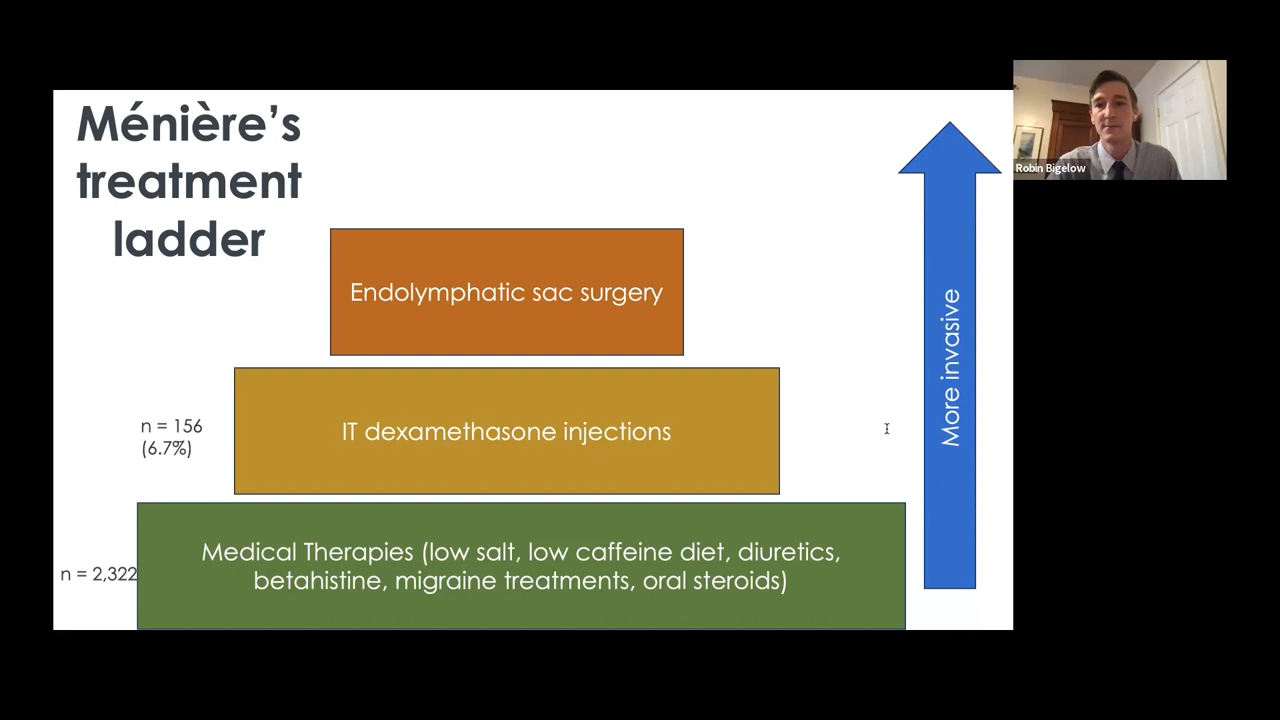 Ménière’s
treatment
ladder
Robin Bigelow
Endolymphatic sac surgery
More invasive
n = 156
(6.7%)
IT dexamethasone injections
n = 2,322
Medical Therapies (low salt, low caffeine diet, diuretics,
betahistine, migraine treatments, oral steroids)